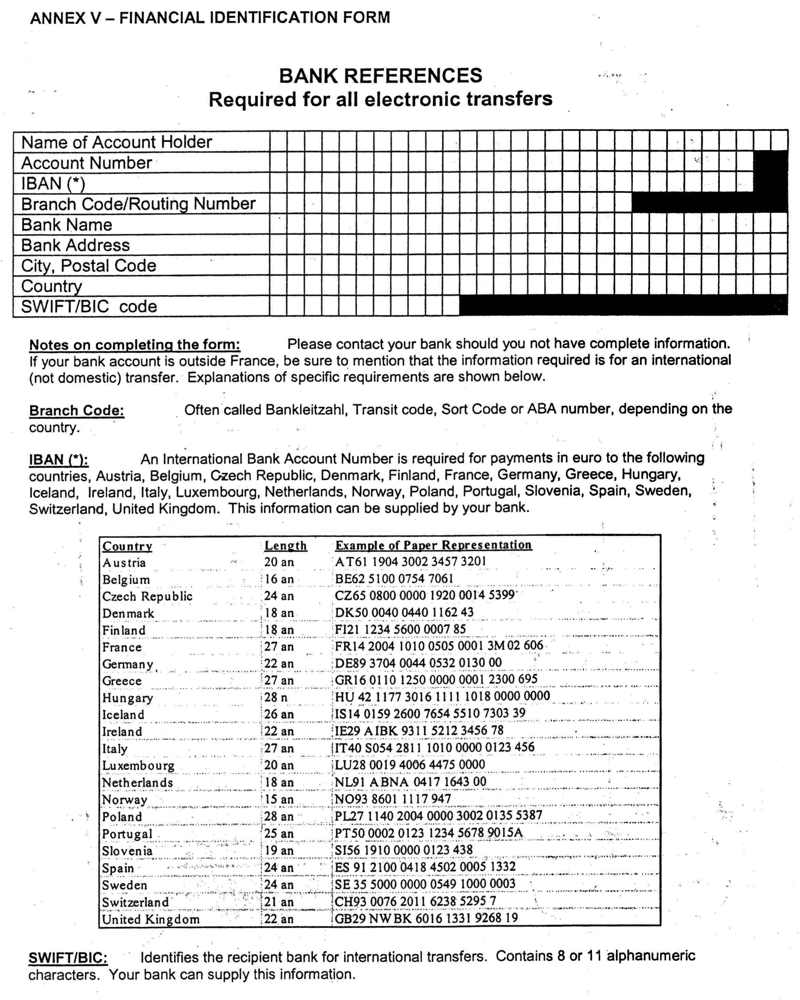 ANNEX V – FINANCIAL IDENTIFICATION FORM
BANK REFERENCES
Required for all electronic transfers
Name of Account Holder
Account Number
IBAN (*)
Branch Code/Routing Number
Bank Name
Bank Address
City, Postal Code
Country
SWIFT/BIC code
Notes on completing the form: Please contact your bank should you not have complete information.
If your bank account is outside France, be sure to mention that the information required is for an international
(not domestic) transfer. Explanations of specific requirements are shown below.
Branch Code: Often called Bankleitzahl, Transit code, Sort Code or ABA number, depending on the
country.
IBAN (*): An International Bank Account Number is required for payments in euro to the following
countries, Austria, Belgium, Czech Republic, Denmark, Finland, France, Germany, Greece, Hungary,
Iceland, Ireland, Italy, Luxembourg, Netherlands, Norway, Poland, Portugal, Slovenia, Spain, Sweden,
Switzerland, United Kingdom. This information can be supplied by your bank.
Country Length Example of Paper Representation
Austria 20 an AT61 1904 3002 3457 3201
Belgium 16 an BE62 5100 0754 7061
Czech Republic 24 an CZ65 0800 0000 1920 0014 5399
Denmark 18 an DK50 0040 0440 1162 43
Finland 18 an FI21 1234 5600 0007 85
France 27 an FR14 2004 1010 0505 0001 3M02 606
Germany 22 an DE89 3704 0044 0532 0130 00
Greece 27 an GR16 0110 1250 0000 0001 2300 695
Hungary 28 n HU 42 1177 3016 1111 1018 0000 0000
Iceland 26 an IS14 0159 2600 7654 5510 7303 39
Ireland 22 an IE29 AIBK 9311 5212 3456 78
Italy 27 an IT40 S054 2811 1010 0000 0123 456
Luxembourg 20 an LU28 0019 4006 4475 0000
Netherlands 18 an NL91 ABNA 0417 1643 00
Norway 15 an NO93 8601 1117 947
Poland 28 an PL27 1140 2004 0000 3002 0135 5387
Portugal 25 an PT50 0002 0123 1234 5678 9015A
Slovenia 19 an SI56 1910 0000 0123 438
Spain 24 an ES 91 2100 0418 4502 0005 1332
Sweden 24 an SE 35 5000 0000 0549 1000 0003
Switzerland 21 an CH93 0076 2011 6238 5295 7
United Kingdom 22 an GB29 NWBK 6016 1331 9268 19
SWIFT/BIC: Identifies the recipient bank for international transfers. Contains 8 or 11 alphanumeric
characters. Your bank can supply this information.